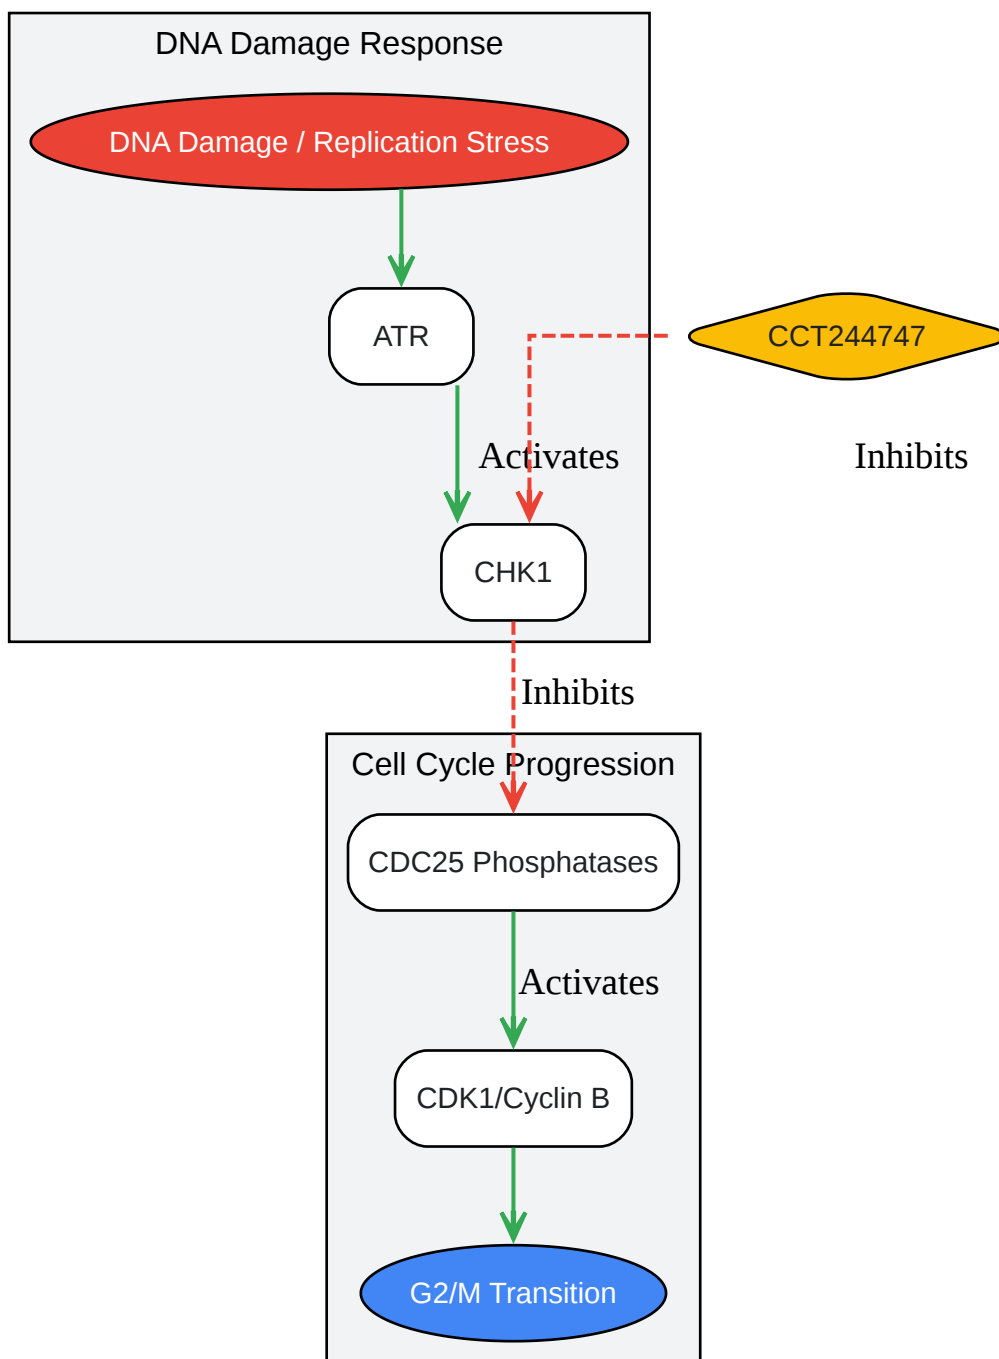 DNA Damage Response
DNA Damage / Replication Stress
ATR
CCT244747
Activates
Inhibits
CHK1
Inhibits
Cell Cycle Progression
CDC25 Phosphatases
Activates
CDK1/Cyclin B
G2/M Transition